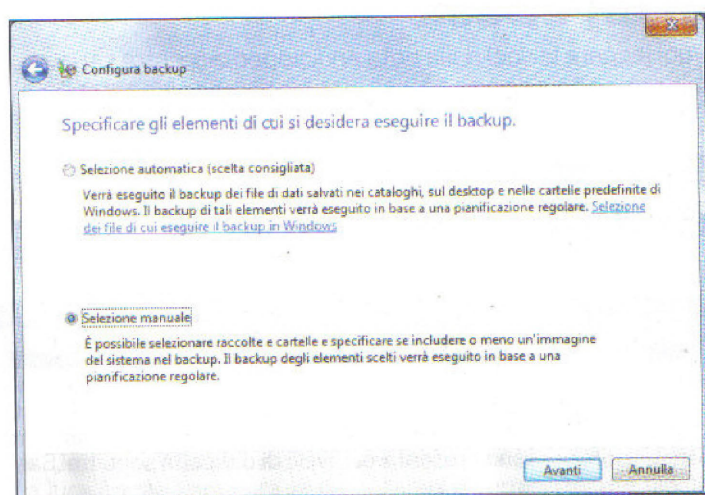 Configura backup
Specificare gli elementi di cui si desidera eseguire il backup.
Selezione automatica (scelta consigliata)
Verrà eseguito il backup dei file di dati salvati nei cataloghi, sul desktop e nelle cartelle predefinite di
Windows. Il backup di tali elementi verrà eseguito in base a una pianificazione regolare. Selezione
dei file di cui eseguire il backup in Windows
Selezione manuale
È possibile selezionare raccolte e cartelle e specificare se includere o meno un'immagine
del sistema nel backup. Il backup degli elementi scelti verrà eseguito in base a una
pianificazione regolare.
Avanti
Annulla